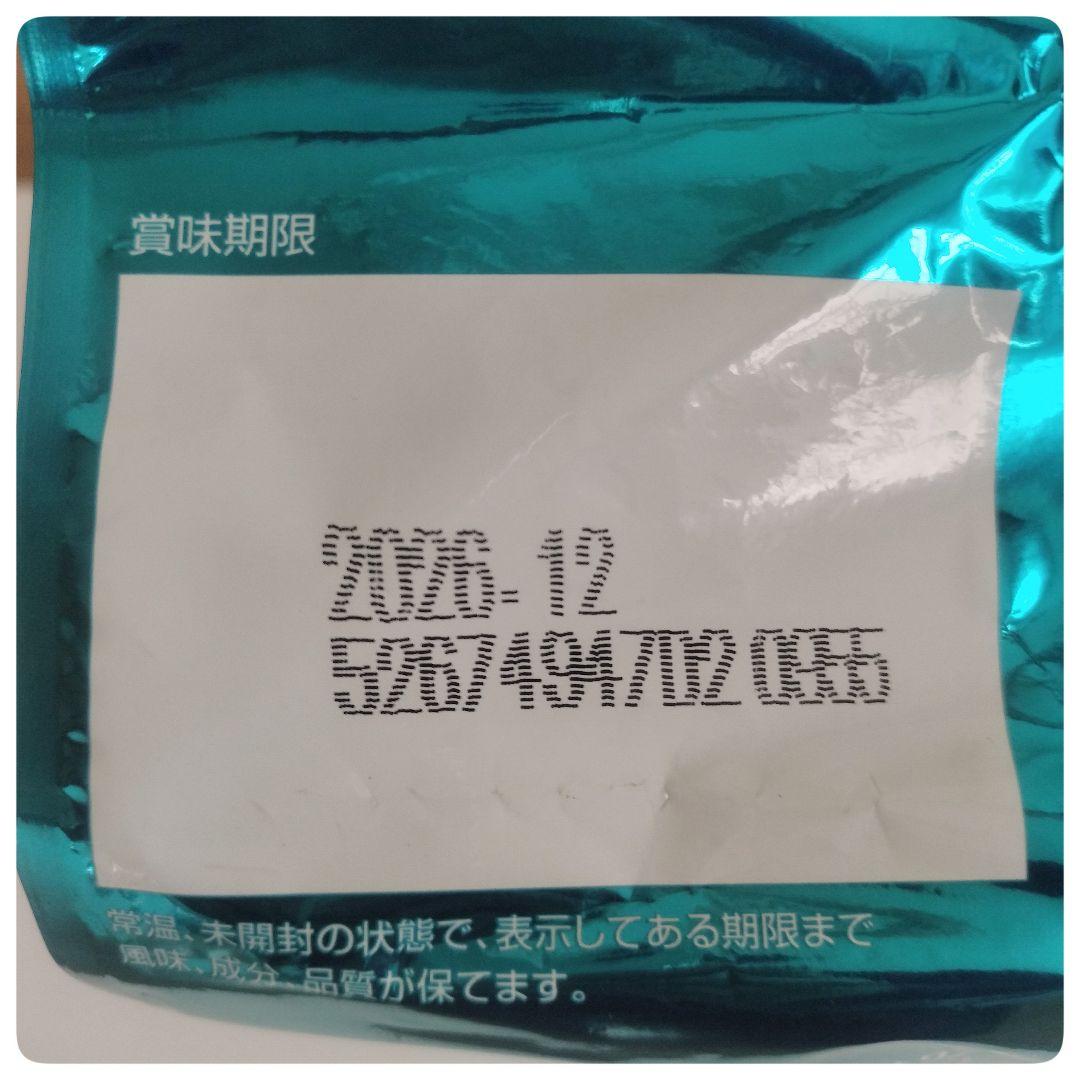 賞味期限
2026-12
5267494702
常温、未開封の状態で、表示してある期限まで
風味、成分、品質が保てます。